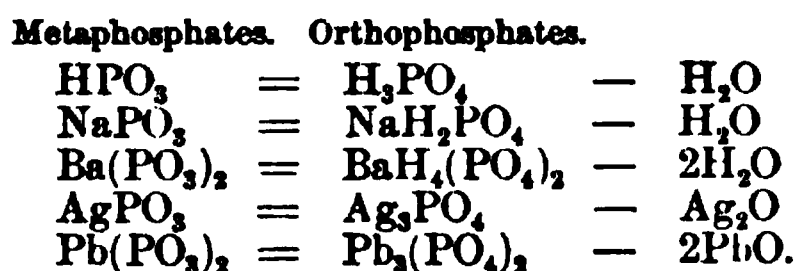 Metaphosphates. Orthophosphates.
HPO₃ = H₃PO₄ — H₂O
NaPO₃ = NaH₂PO₄ — H₂O
Ba(PO₃)₂ = BaH₄(PO₄)₂ — 2H₂O
AgPO₃ = Ag₃PO₄ — Ag₂O
Pb(PO₃)₂ = Pb₃(PO₄)₂ — 2PbO.